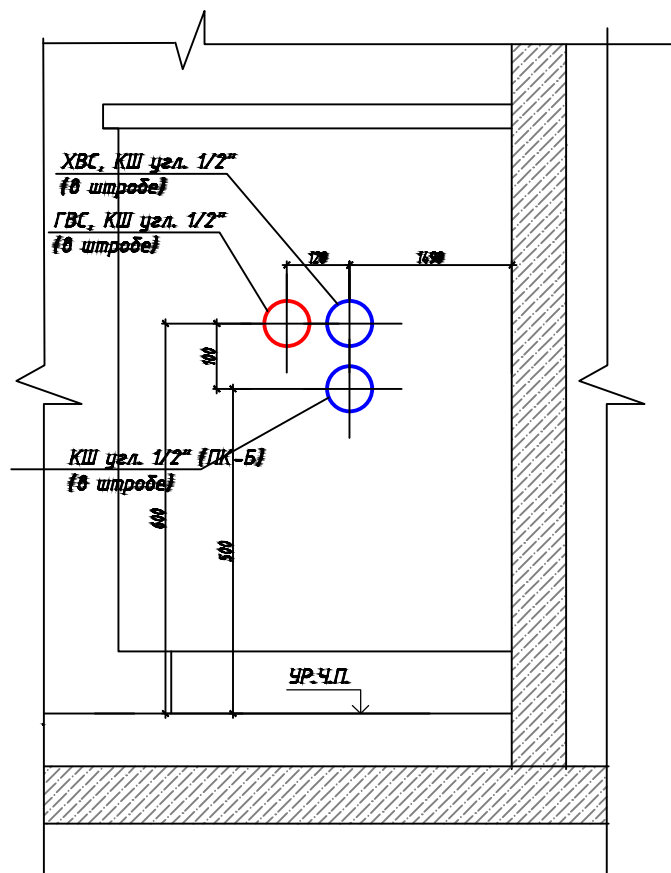 ХВС, КШ угл. 1/2"
(в штробе)
ГВС, КШ угл. 1/2"
(в штробе)
120
1490
100
КШ угл. 1/2" (ПК-Б)
(в штробе)
600
500
УР.Ч.П.